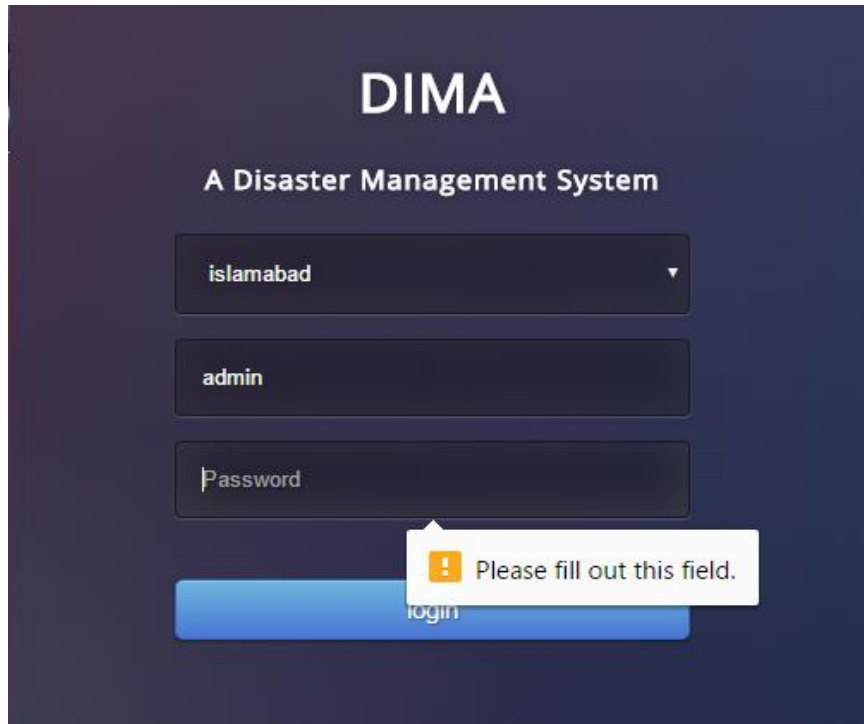 DIMA
A Disaster Management System
islamabad
admin
Password
Please fill out this field.
login